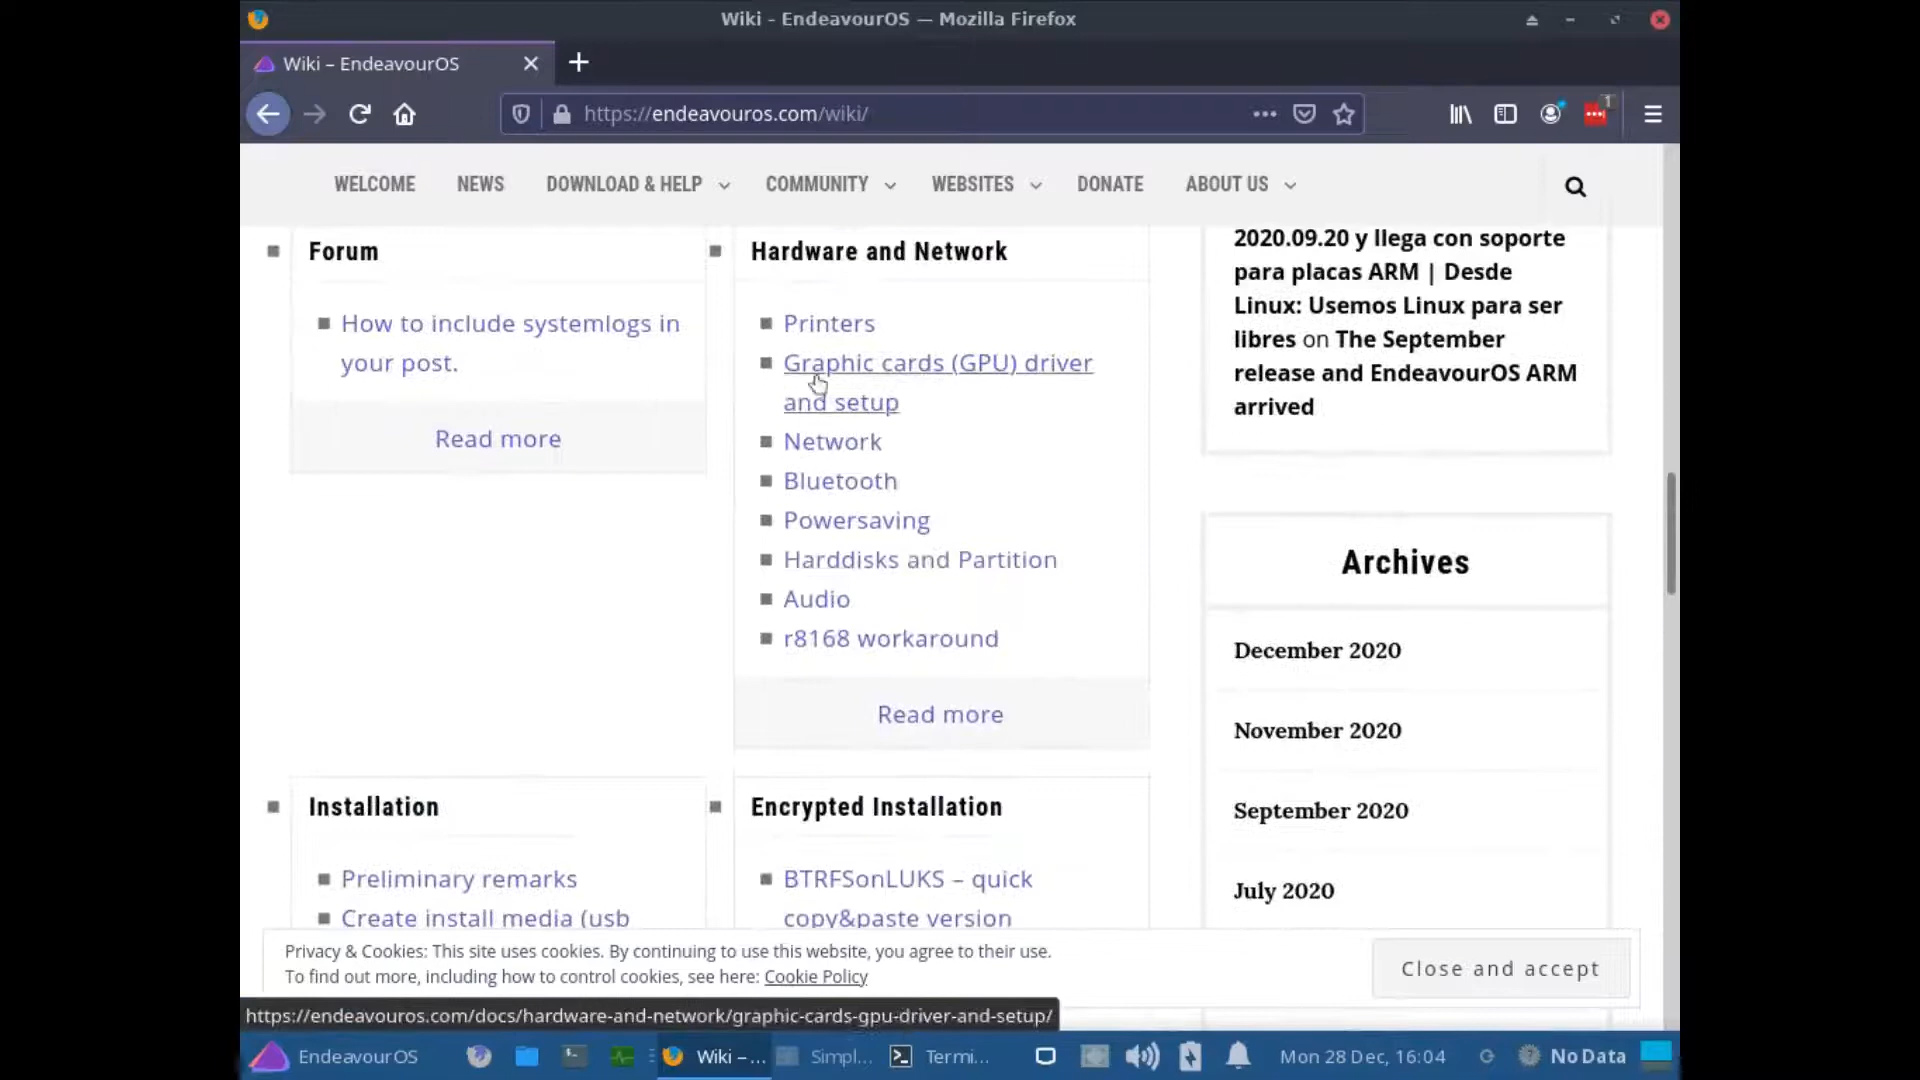 Wiki - EndeavourOS — Mozilla Firefox
Wiki – EndeavourOS
https://endeavouros.com/wiki/
1
WELCOME NEWS DOWNLOAD & HELP COMMUNITY WEBSITES DONATE ABOUT US
Forum
How to include systemlogs in
your post.
Read more
Hardware and Network
Printers
Graphic cards (GPU) driver
and setup
Network
Bluetooth
Powersaving
Harddisks and Partition
Audio
r8168 workaround
Read more
2020.09.20 y llega con soporte
para placas ARM | Desde
Linux: Usemos Linux para ser
libres on The September
release and EndeavourOS ARM
arrived
Archives
December 2020
November 2020
September 2020
July 2020
Installation
Preliminary remarks
Create install media (usb
Encrypted Installation
BTRFSonLUKS – quick
copy&paste version
Privacy & Cookies: This site uses cookies. By continuing to use this website, you agree to their use.
To find out more, including how to control cookies, see here: Cookie Policy
Close and accept
https://endeavouros.com/docs/hardware-and-network/graphic-cards-gpu-driver-and-setup/
EndeavourOS Wiki –... Simpl... Termi... Mon 28 Dec, 16:04 No Data